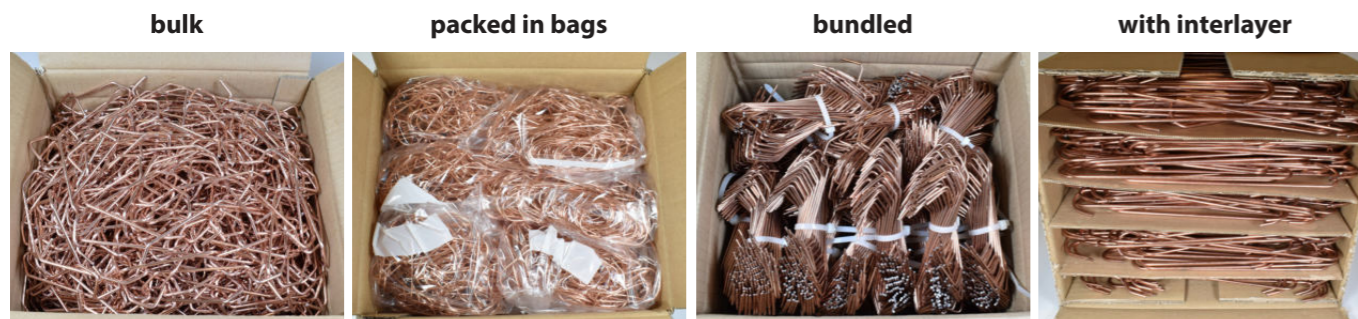 bulk
packed in bags
bundled
with interlayer